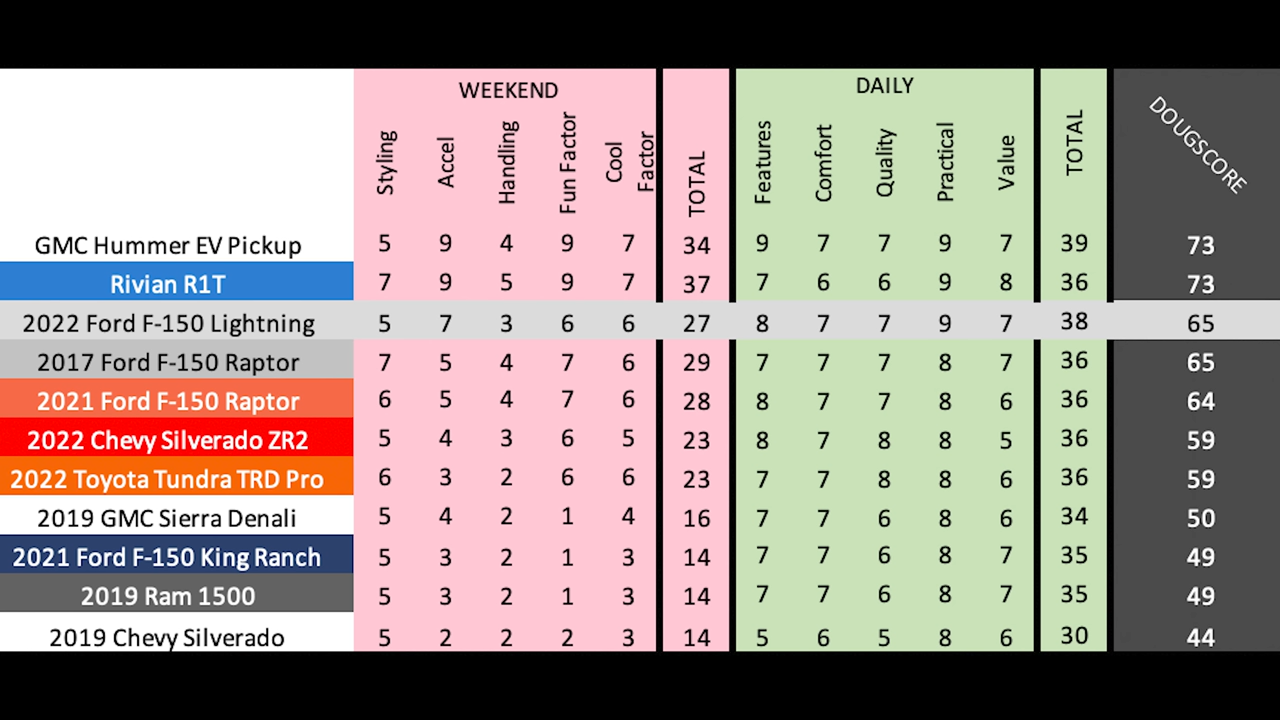 WEEKEND DAILY
Styling Accel Handling Fun Factor Cool Factor TOTAL Features Comfort Quality Practical Value TOTAL DOUGSCORE
GMC Hummer EV Pickup 5 9 4 9 7 34 9 7 7 9 7 39 73
Rivian R1T 7 9 5 9 7 37 7 6 6 9 8 36 73
2022 Ford F-150 Lightning 5 7 3 6 6 27 8 7 7 9 7 38 65
2017 Ford F-150 Raptor 7 5 4 7 6 29 7 7 7 8 7 36 65
2021 Ford F-150 Raptor 6 5 4 7 6 28 8 7 7 8 6 36 64
2022 Chevy Silverado ZR2 5 4 3 6 5 23 8 7 8 8 5 36 59
2022 Toyota Tundra TRD Pro 6 3 2 6 6 23 7 7 8 8 6 36 59
2019 GMC Sierra Denali 5 4 2 1 4 16 7 7 6 8 6 34 50
2021 Ford F-150 King Ranch 5 3 2 1 3 14 7 7 6 8 7 35 49
2019 Ram 1500 5 3 2 1 3 14 7 7 6 8 7 35 49
2019 Chevy Silverado 5 2 2 2 3 14 5 6 5 8 6 30 44